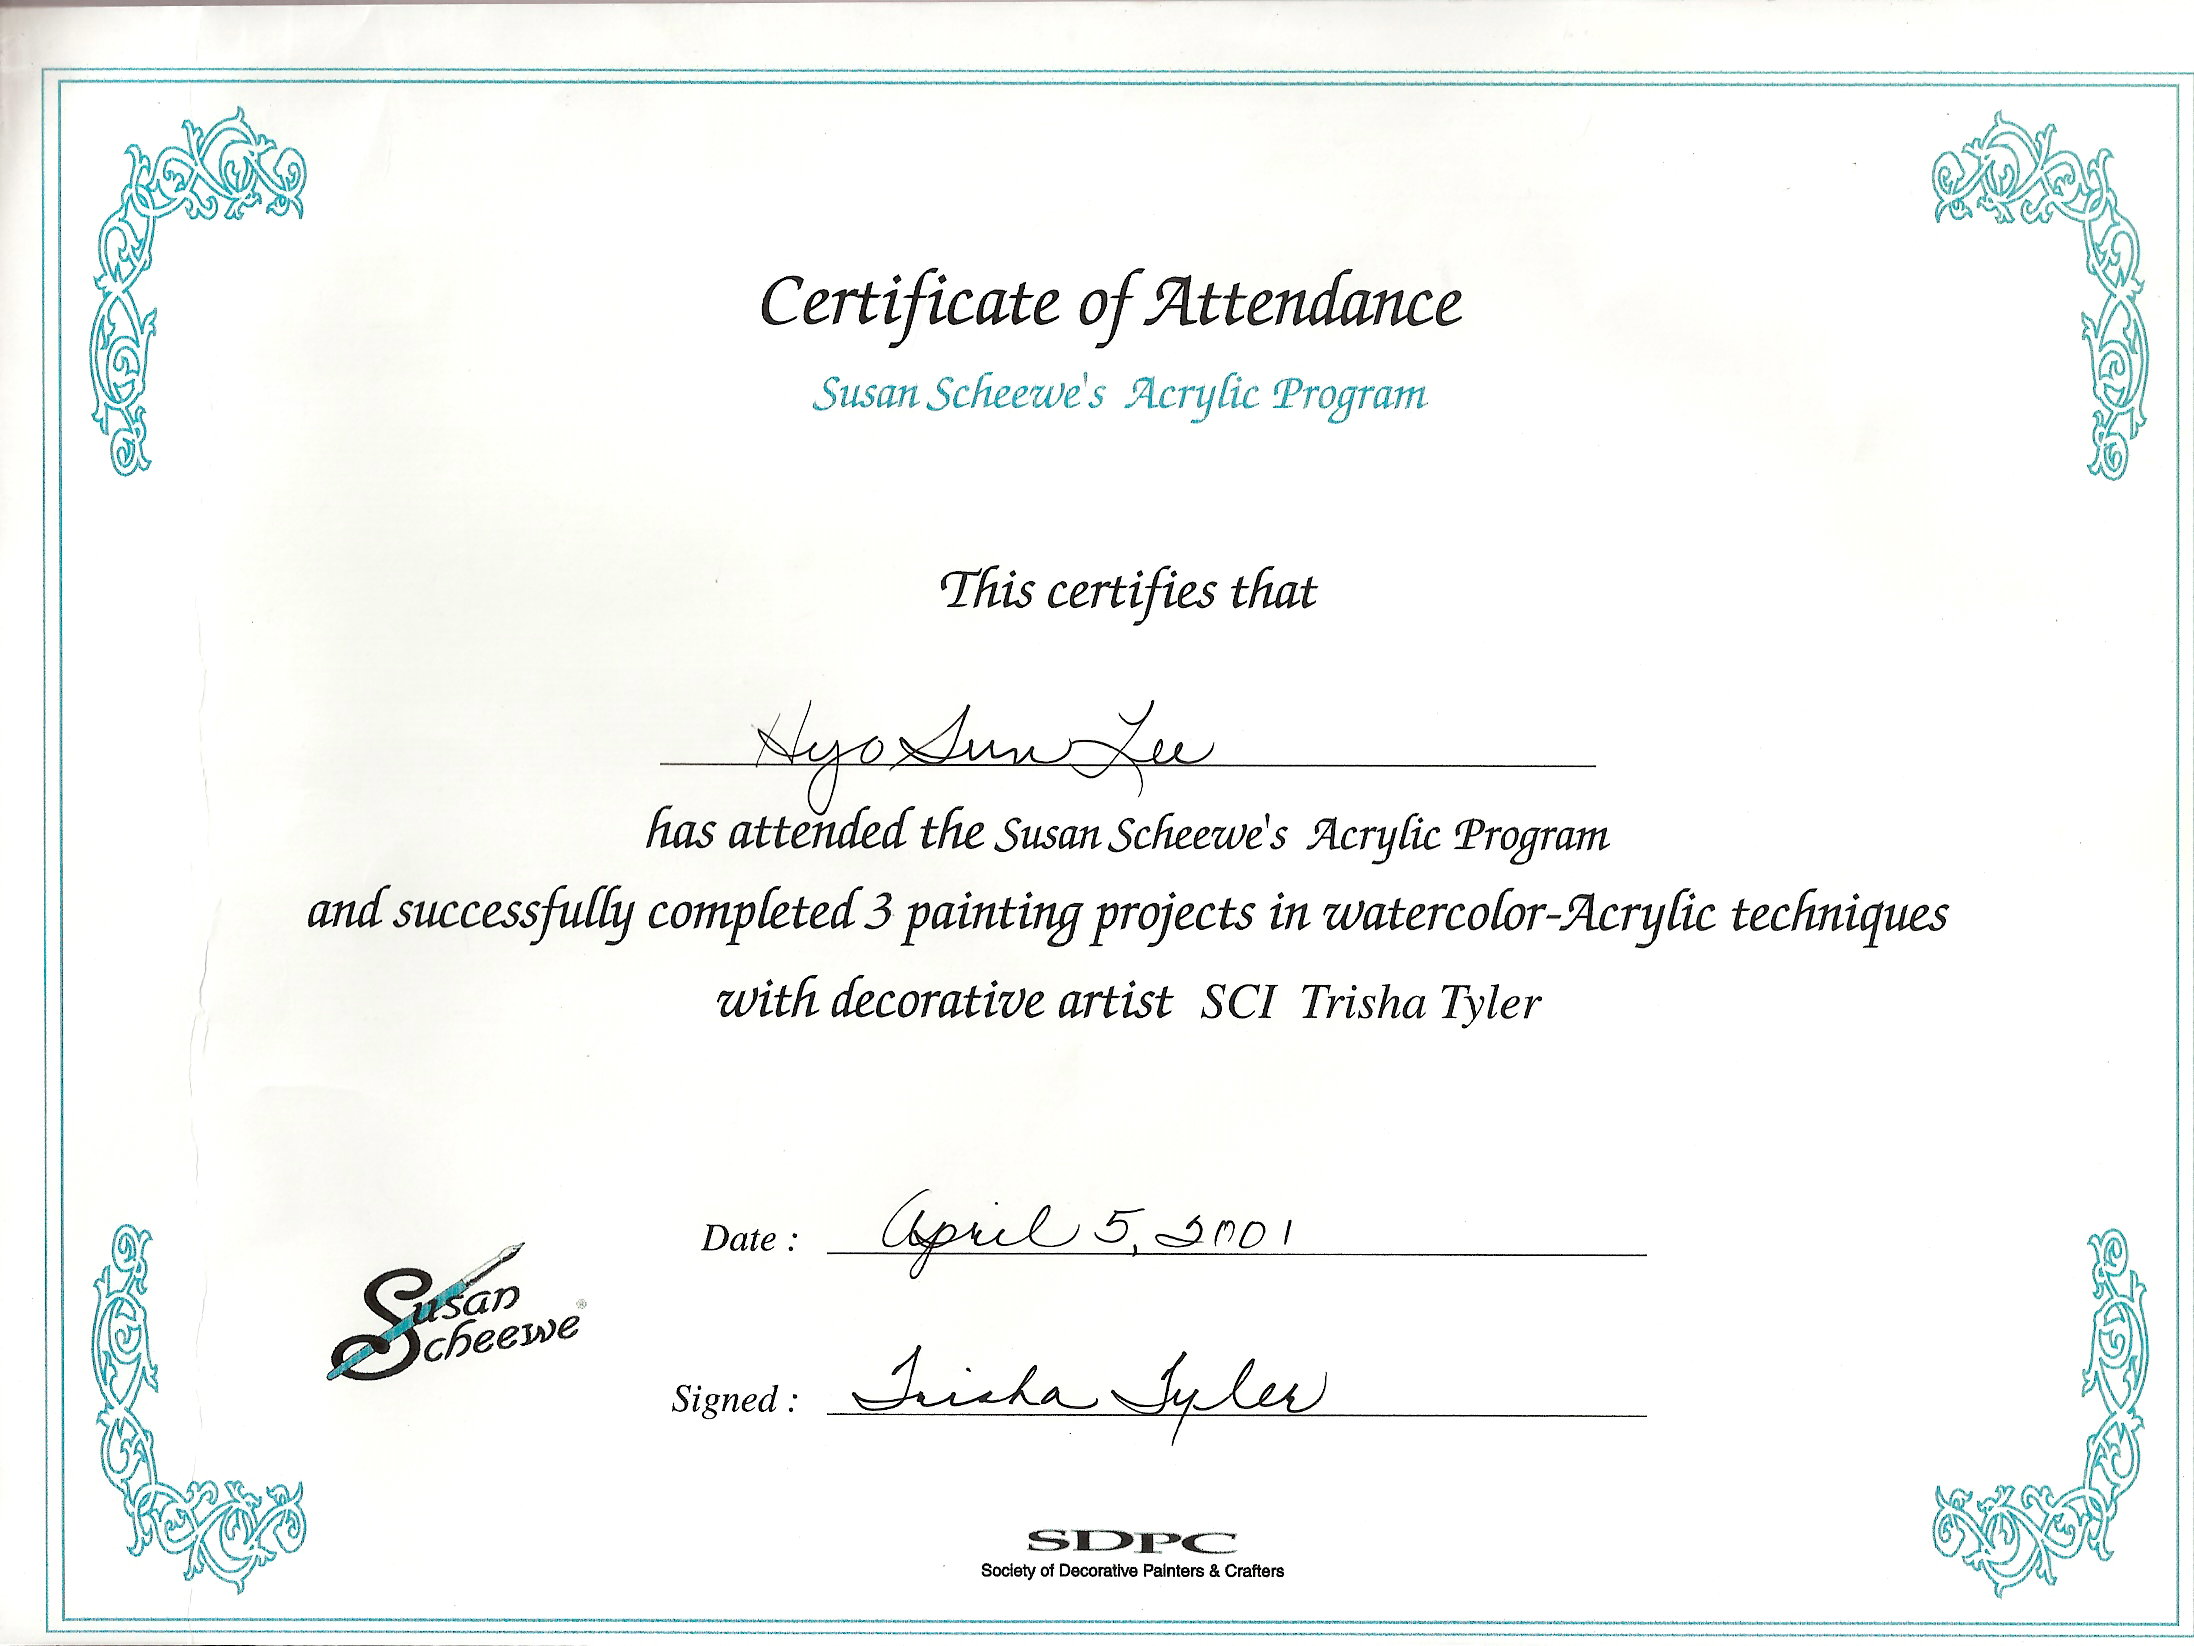 Certificate of Attendance
Susan Scheewe's Acrylic Program
This certifies that
Hyo Sun Lee
has attended the Susan Scheewe's Acrylic Program
and successfully completed 3 painting projects in watercolor-Acrylic techniques
with decorative artist SCI Trisha Tyler
Date : April 5, 2001
Susan
Scheewe ®
Signed : Trisha Tyler
SDPC
Society of Decorative Painters & Crafters